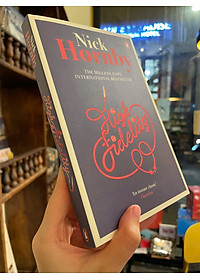 Nick
Hornby
THE MILLION-COPY
INTERNATIONAL BESTSELLER
High
Fidelity